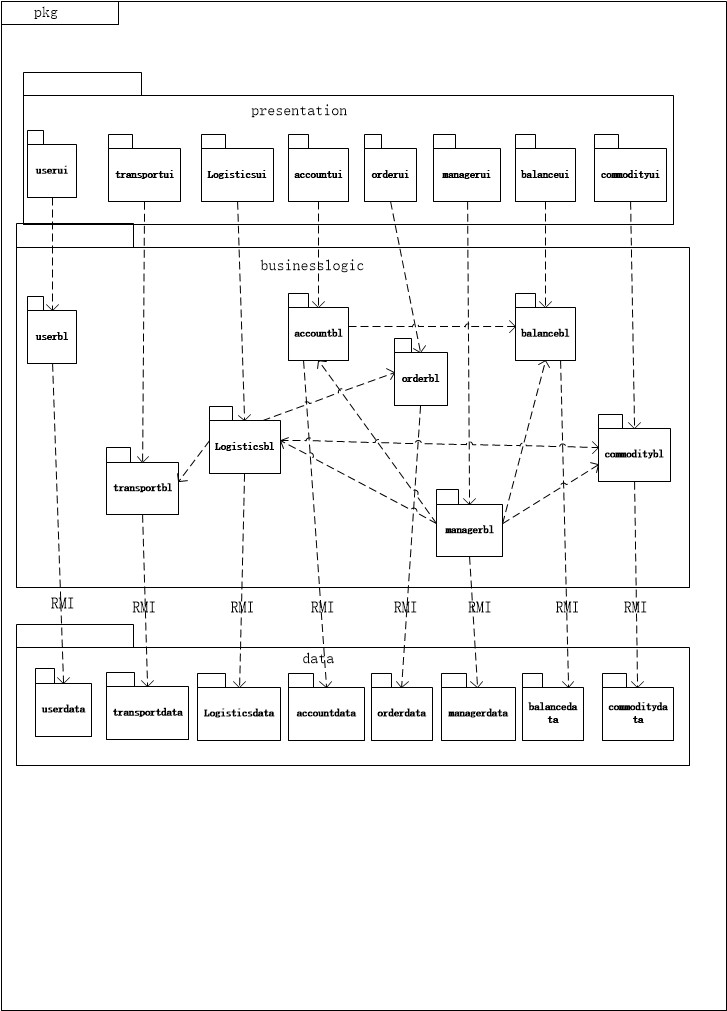 pkg
presentation
userui
transportui
Logisticsui
accountui
orderui
managerui
balanceui
commodityui
businesslogic
userbl
accountbl
balancebl
orderbl
Logisticsbl
commoditybl
transportbl
managerbl
RMI
RMI
RMI
RMI
RMI
RMI
RMI
RMI
data
userdata
transportdata
Logisticsdata
accountdata
orderdata
managerdata
balanceda
ta
commodityda
ta